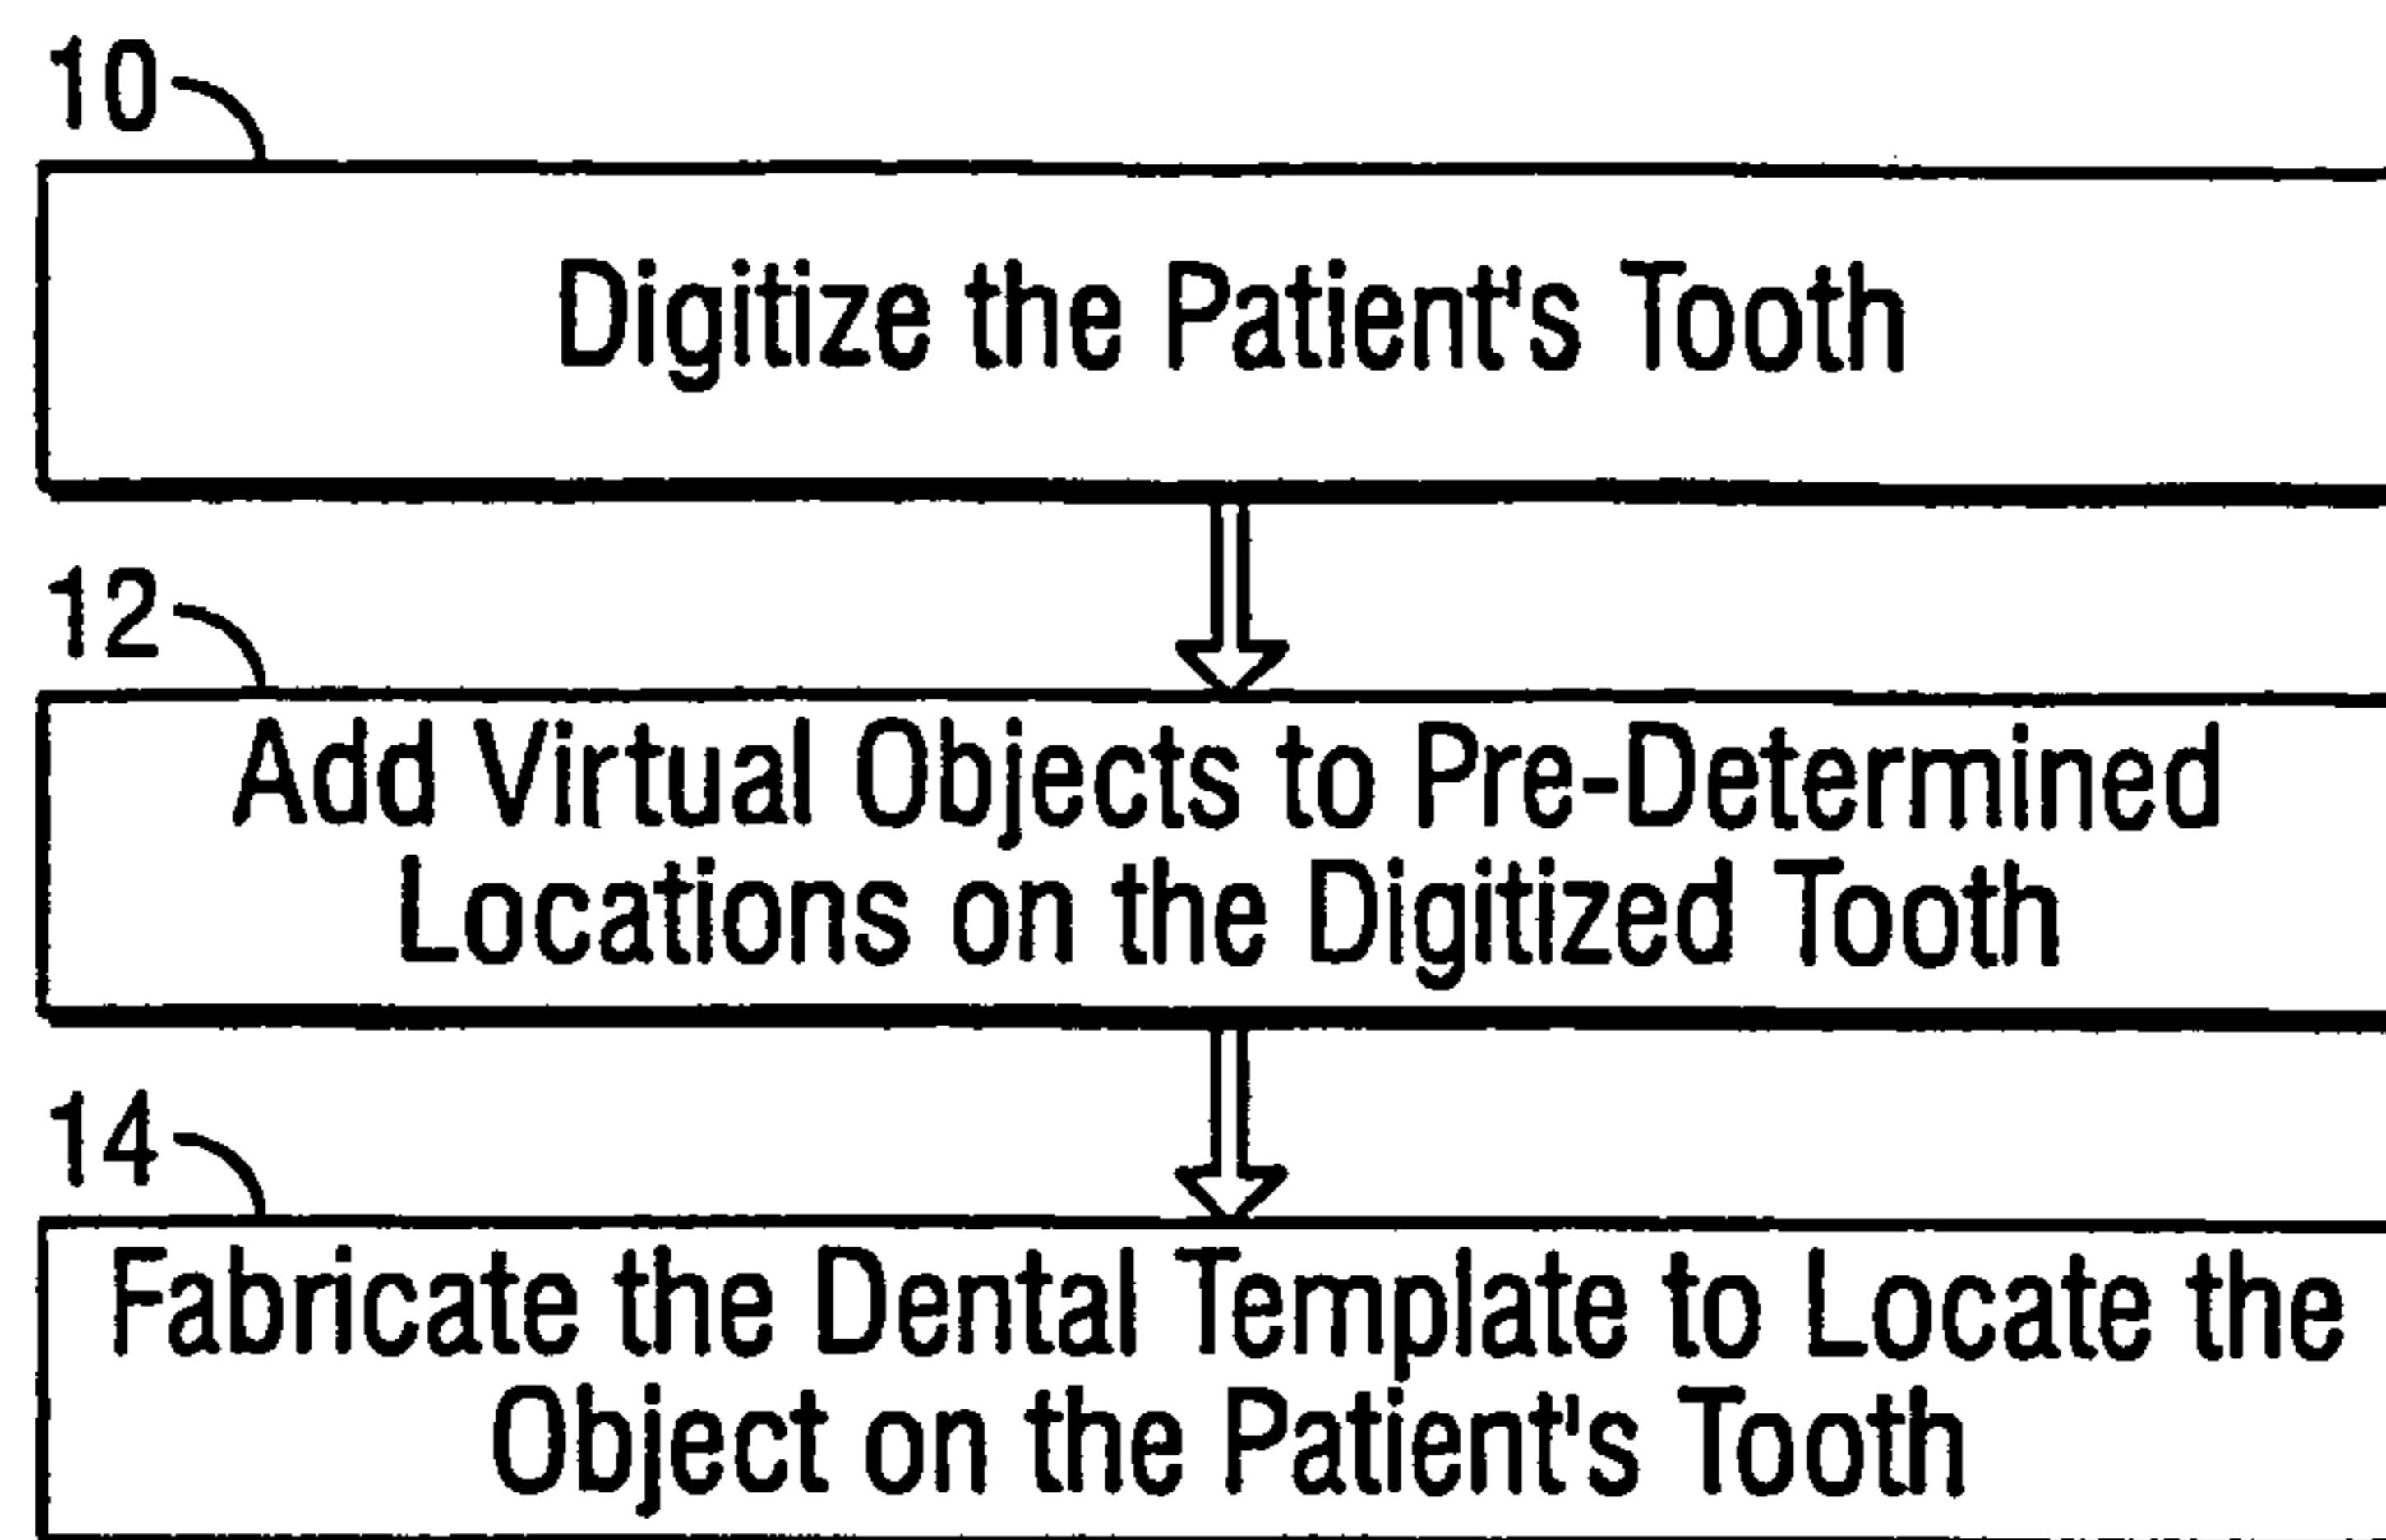 10
Digitize the Patient's Tooth
12
Add Virtual Objects to Pre-Determined
Locations on the Digitized Tooth
14
Fabricate the Dental Template to Locate the
Object on the Patient's Tooth